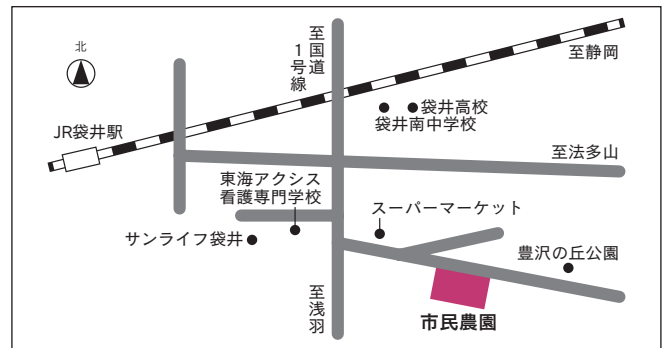 北
至国道
1号線
至静岡
JR袋井駅
袋井高校
袋井南中学校
至法多山
東海アクシス
看護専門学校
スーパーマーケット
サンライフ袋井
豊沢の丘公園
至浅羽
市民農園